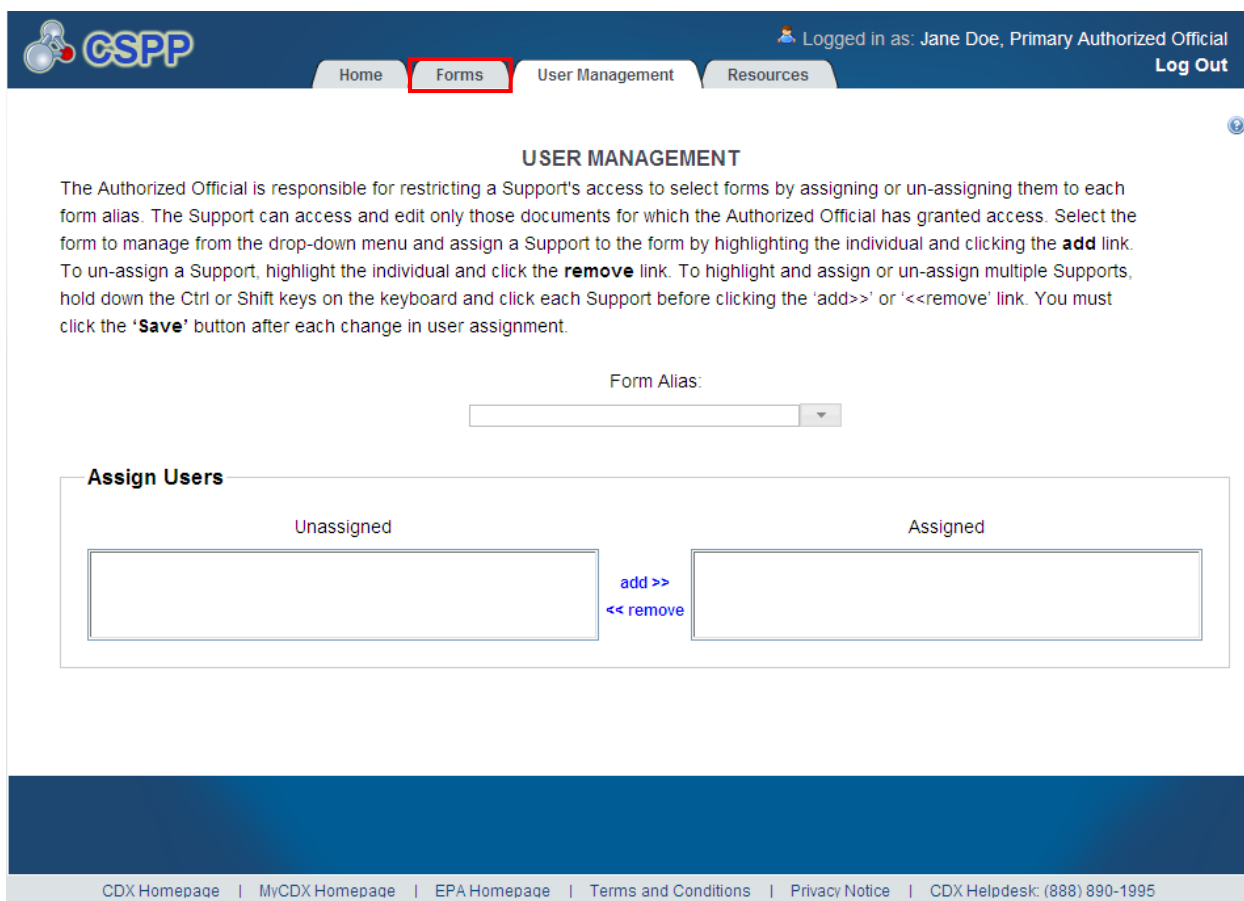 CSPP
Logged in as: Jane Doe, Primary Authorized Official
Log Out
Home Forms User Management Resources
USER MANAGEMENT
The Authorized Official is responsible for restricting a Support's access to select forms by assigning or un-assigning them to each
form alias. The Support can access and edit only those documents for which the Authorized Official has granted access. Select the
form to manage from the drop-down menu and assign a Support to the form by highlighting the individual and clicking the add link.
To un-assign a Support, highlight the individual and click the remove link. To highlight and assign or un-assign multiple Supports,
hold down the Ctrl or Shift keys on the keyboard and click each Support before clicking the 'add>>' or '<<remove' link. You must
click the 'Save' button after each change in user assignment.
Form Alias:
Assign Users
Unassigned Assigned
add >>
<< remove
CDX Homepage | MyCDX Homepage | EPA Homepage | Terms and Conditions | Privacy Notice | CDX Helpdesk: (888) 890-1995